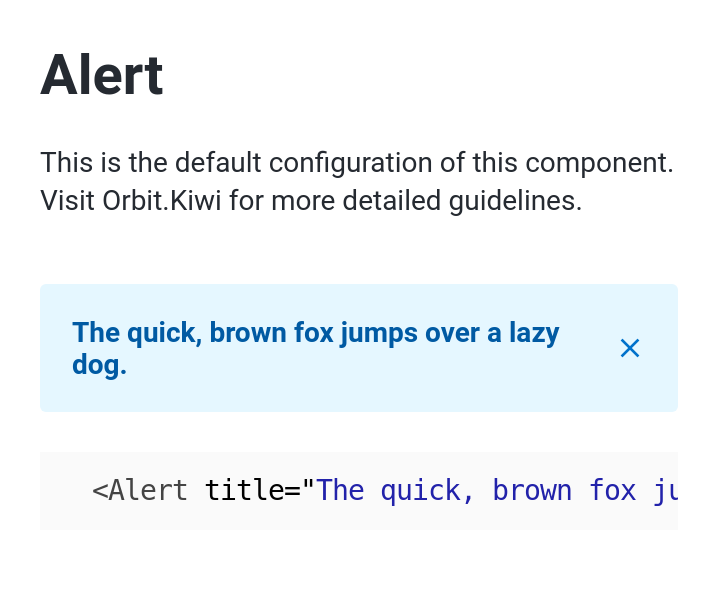 Alert
This is the default configuration of this component.
Visit Orbit.Kiwi for more detailed guidelines.
The quick, brown fox jumps over a lazy
dog.
<Alert title="The quick, brown fox ju